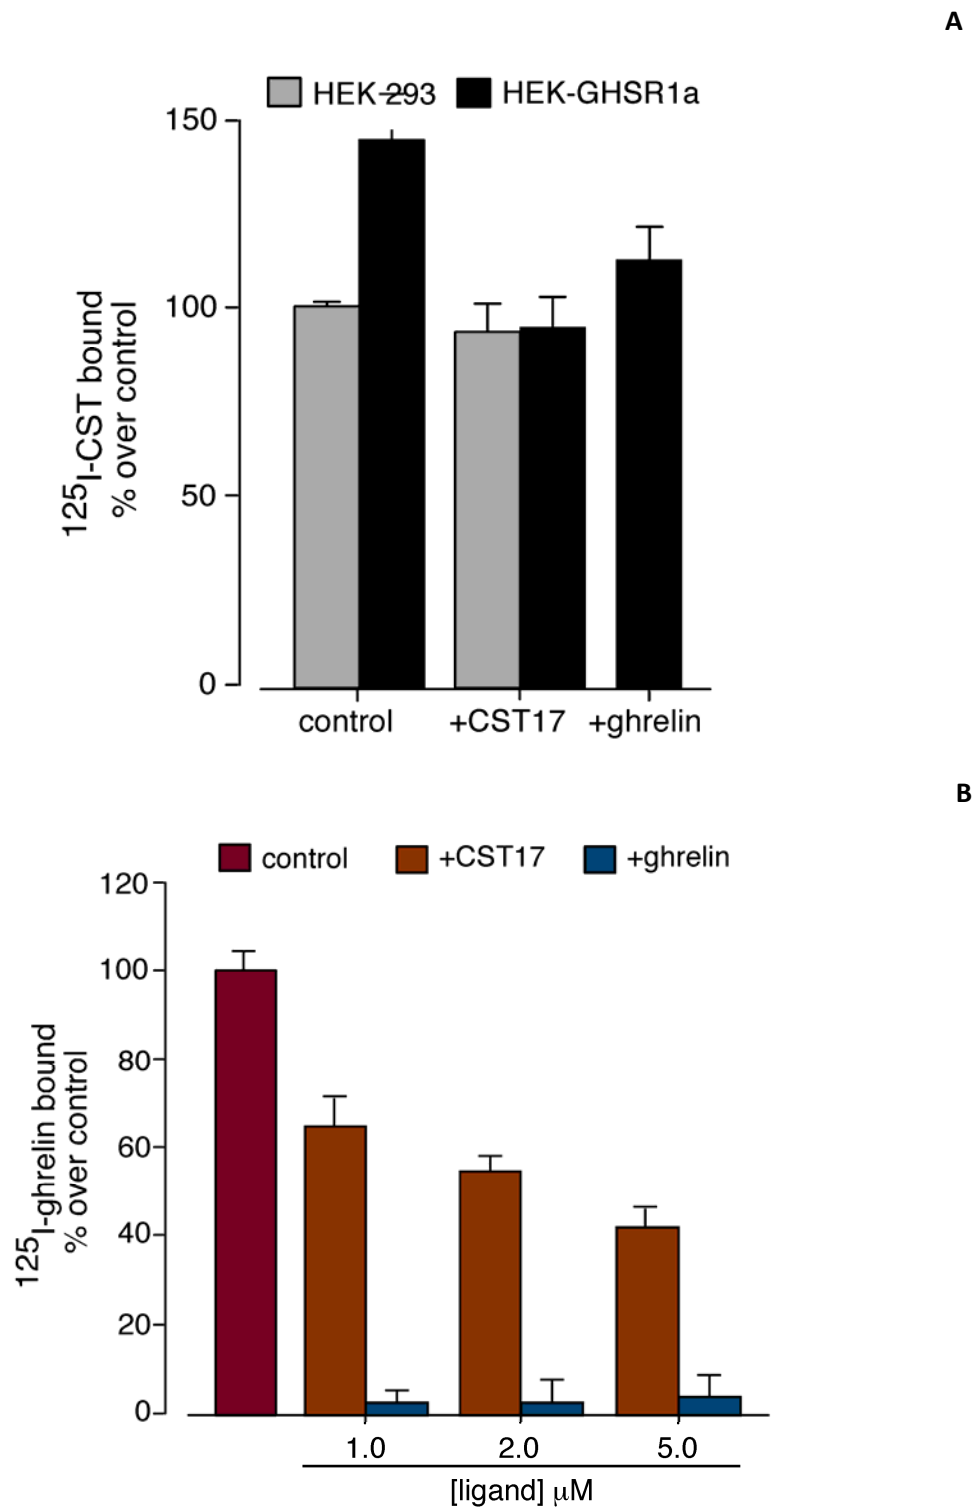 A
HEK-293 HEK-GHSR1a
150
100
50
0
125I-CST bound
% over control
control +CST17 +ghrelin
B
control +CST17 +ghrelin
120
100
80
60
40
20
0
125I-ghrelin bound
% over control
1.0 2.0 5.0
[ligand] μM